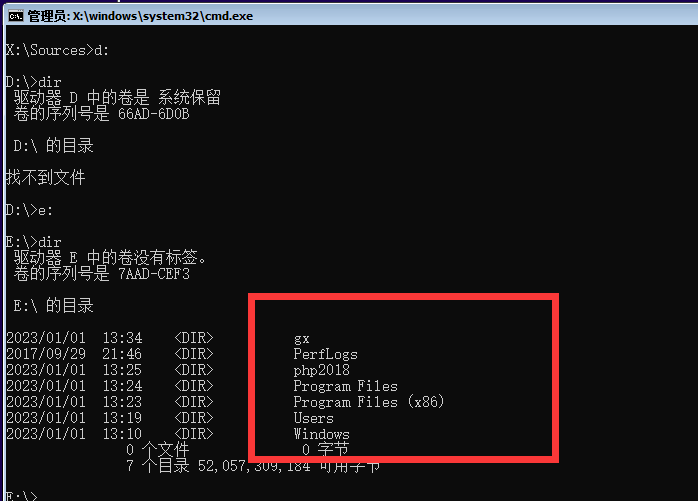 管理员: X:\windows\system32\cmd.exe
X:\Sources>d:
D:\>dir
驱动器 D 中的卷是 系统保留
卷的序列号是 66AD-6D0B
D:\ 的目录
找不到文件
D:\>e:
E:\>dir
驱动器 E 中的卷没有标签。
卷的序列号是 7AAD-CEF3
E:\ 的目录
2023/01/01 13:34 <DIR> gx
2017/09/29 21:46 <DIR> PerfLogs
2023/01/01 13:25 <DIR> php2018
2023/01/01 13:24 <DIR> Program Files
2023/01/01 13:23 <DIR> Program Files (x86)
2023/01/01 13:19 <DIR> Users
2023/01/01 13:10 <DIR> Windows
0 个文件 0 字节
7 个目录 52,057,309,184 可用字节
E:\>